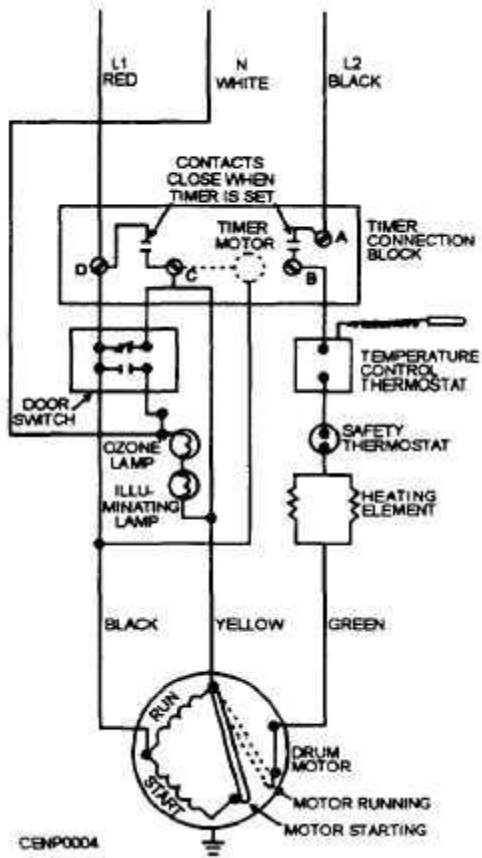 L1
RED
N
WHITE
L2
BLACK
CONTACTS
CLOSE WHEN
TIMER IS SET
TIMER
MOTOR
TIMER
CONNECTION
BLOCK
A
D
C
B
TEMPERATURE
CONTROL
THERMOSTAT
DOOR
SWITCH
OZONE
LAMP
SAFETY
THERMOSTAT
ILLU-
MINATING
LAMP
HEATING
ELEMENT
BLACK
YELLOW
GREEN
RUN
START
DRUM
MOTOR
MOTOR RUNNING
MOTOR STARTING
CENP0004